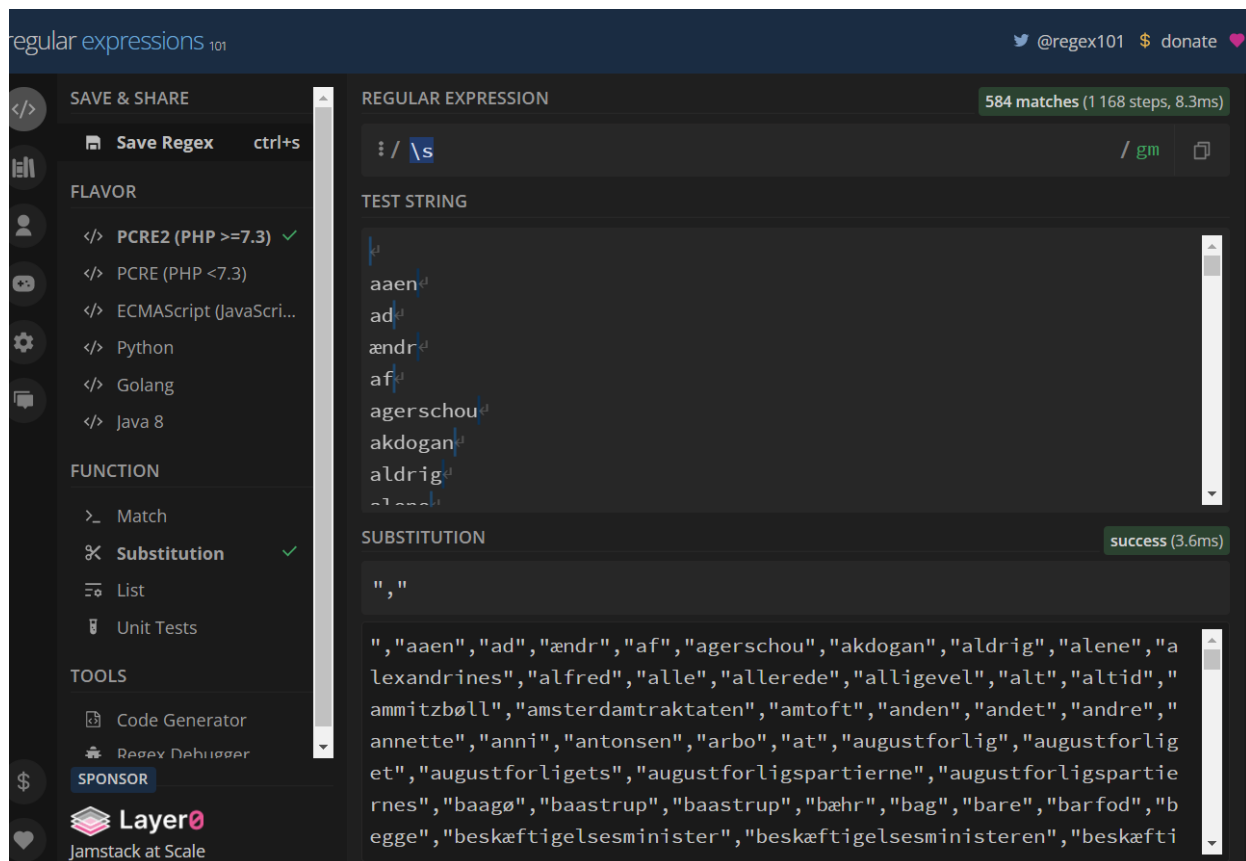 regular expressions 101
@regex101 $ donate
SAVE & SHARE
Save Regex ctrl+s
FLAVOR
</> PCRE2 (PHP >=7.3)
</> PCRE (PHP <7.3)
</> ECMAScript (JavaScri...
</> Python
</> Golang
</> Java 8
FUNCTION
Match
Substitution
List
Unit Tests
TOOLS
Code Generator
Regex Debugger
SPONSOR
Layer0
Jamstack at Scale
REGULAR EXPRESSION
584 matches (1 168 steps, 8.3ms)
/ \s / gm
TEST STRING
↵
aaen↵
ad↵
ændr↵
af↵
agerschou↵
akdogan↵
aldrig↵
alene↵
SUBSTITUTION
success (3.6ms)
","
","aaen","ad","ændr","af","agerschou","akdogan","aldrig","alene","a
lexandrines","alfred","alle","allerede","alligevel","alt","altid","
ammitzbøll","amsterdamtraktaten","amtoft","anden","andet","andre","
annette","anni","antonsen","arbo","at","augustforlig","augustforlig
et","augustforligets","augustforligspartierne","augustforligspartie
rnes","baagø","baastrup","baastrup","bæhr","bag","bare","barfod","b
egge","beskæftigelsesminister","beskæftigelsesministeren","beskæfti